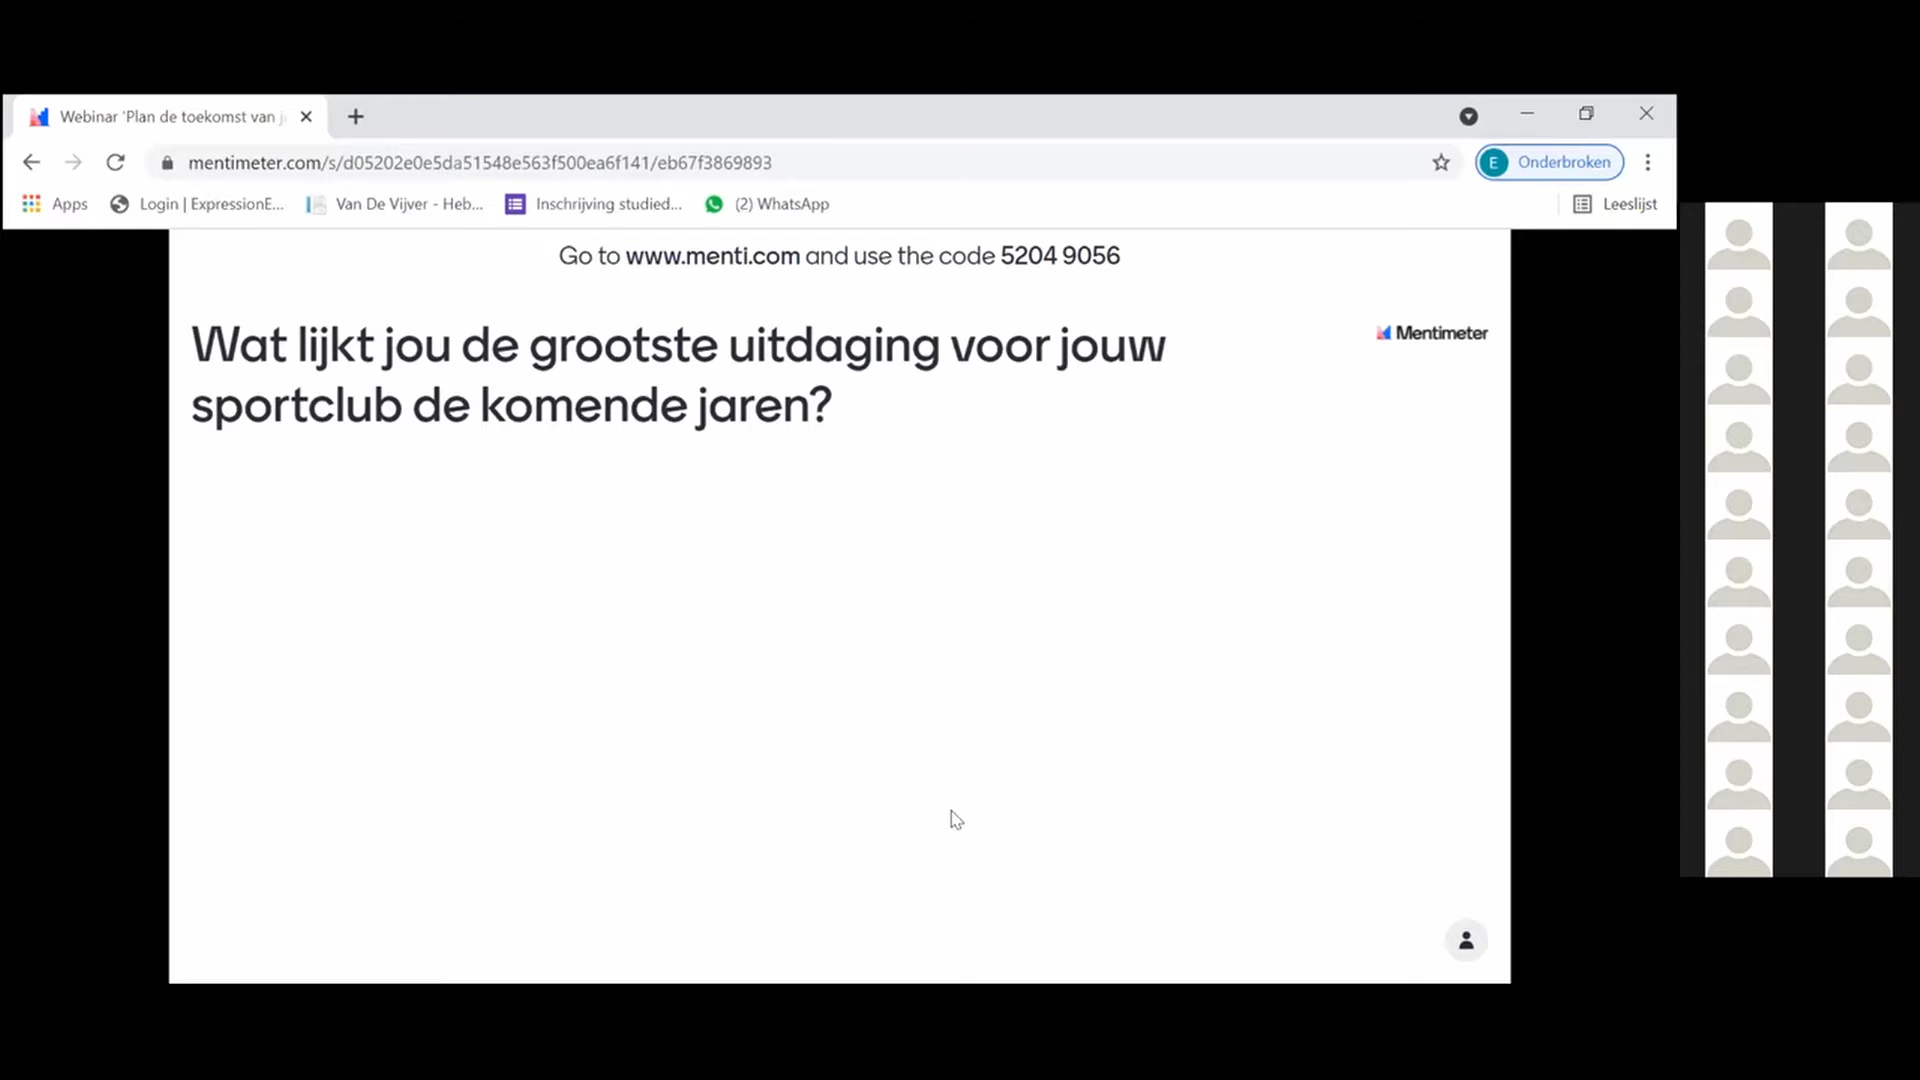 Webinar 'Plan de toekomst van j
mentimeter.com/s/d05202e0e5da51548e563f500ea6f141/eb67f3869893
E Onderbroken
Apps
Login | ExpressionE...
Van De Vijver - Heb...
Inschrijving studied...
(2) WhatsApp
Leeslijst
Go to www.menti.com and use the code 5204 9056
Wat lijkt jou de grootste uitdaging voor jouw
sportclub de komende jaren?
Mentimeter